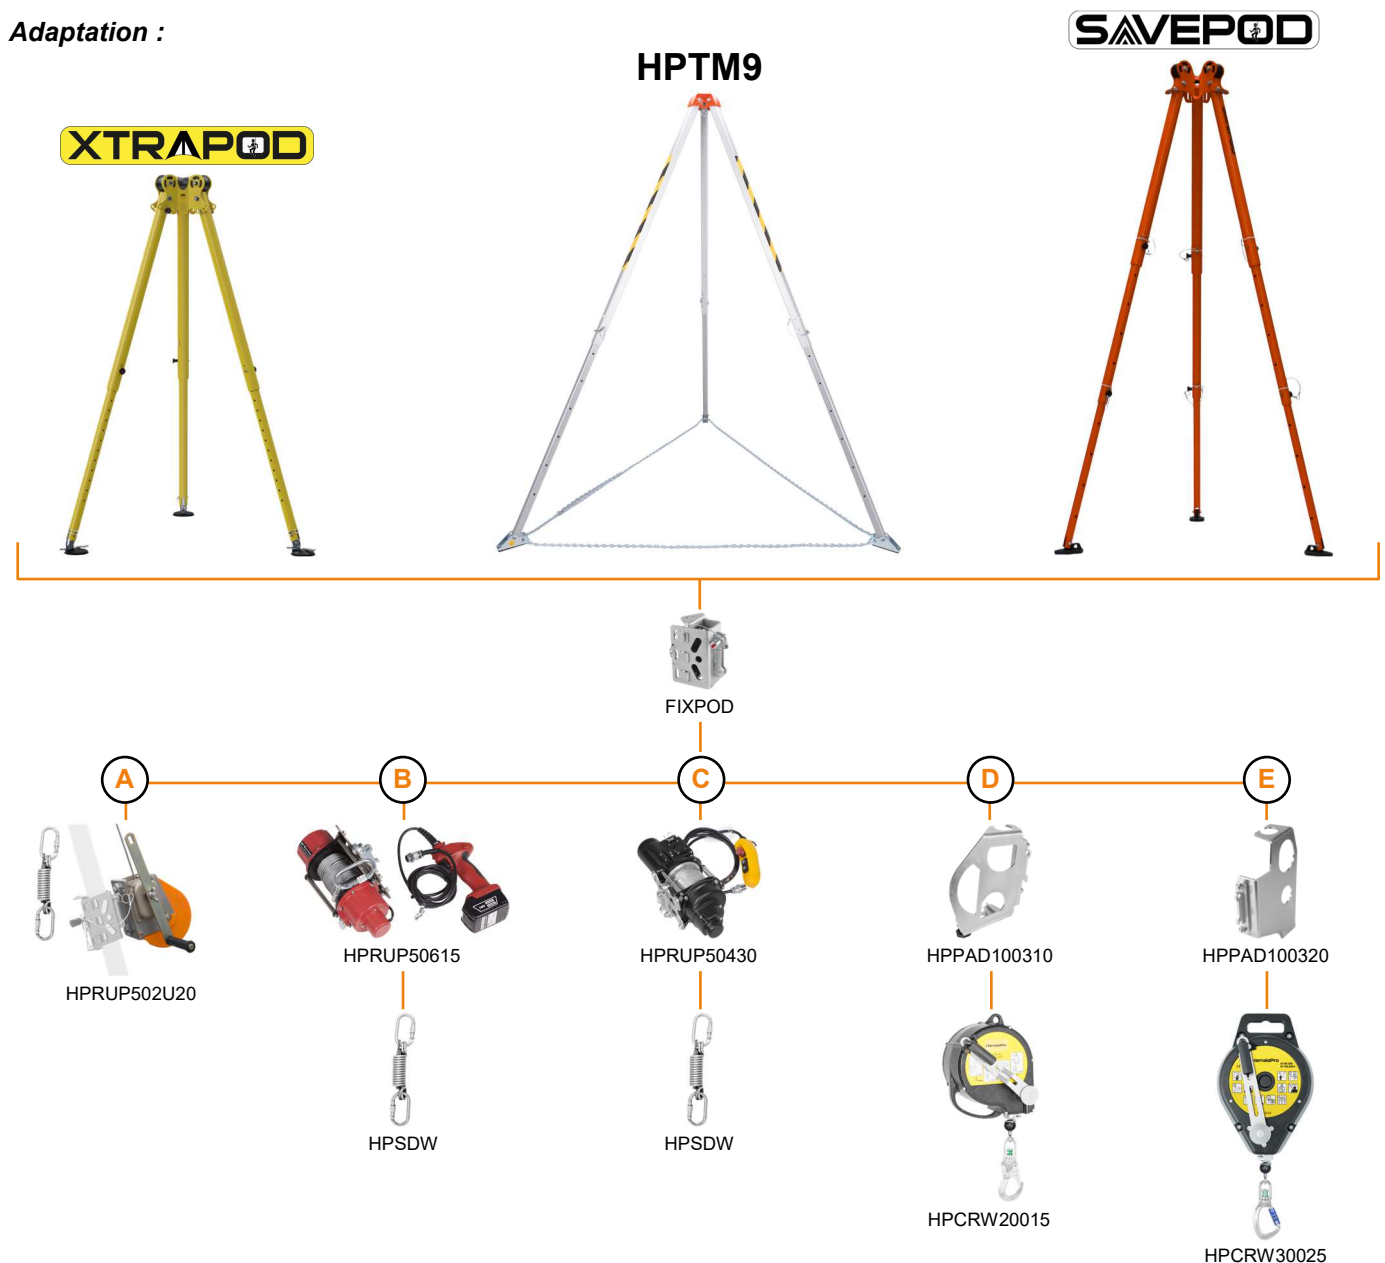 Adaptation :
SAVEPOD
HPTM9
XTRAPOD
FIXPOD
A
B
C
D
E
HPRUP502U20
HPRUP50615
HPRUP50430
HPPAD100310
HPPAD100320
HPSDW
HPSDW
HPCRW20015
HPCRW30025